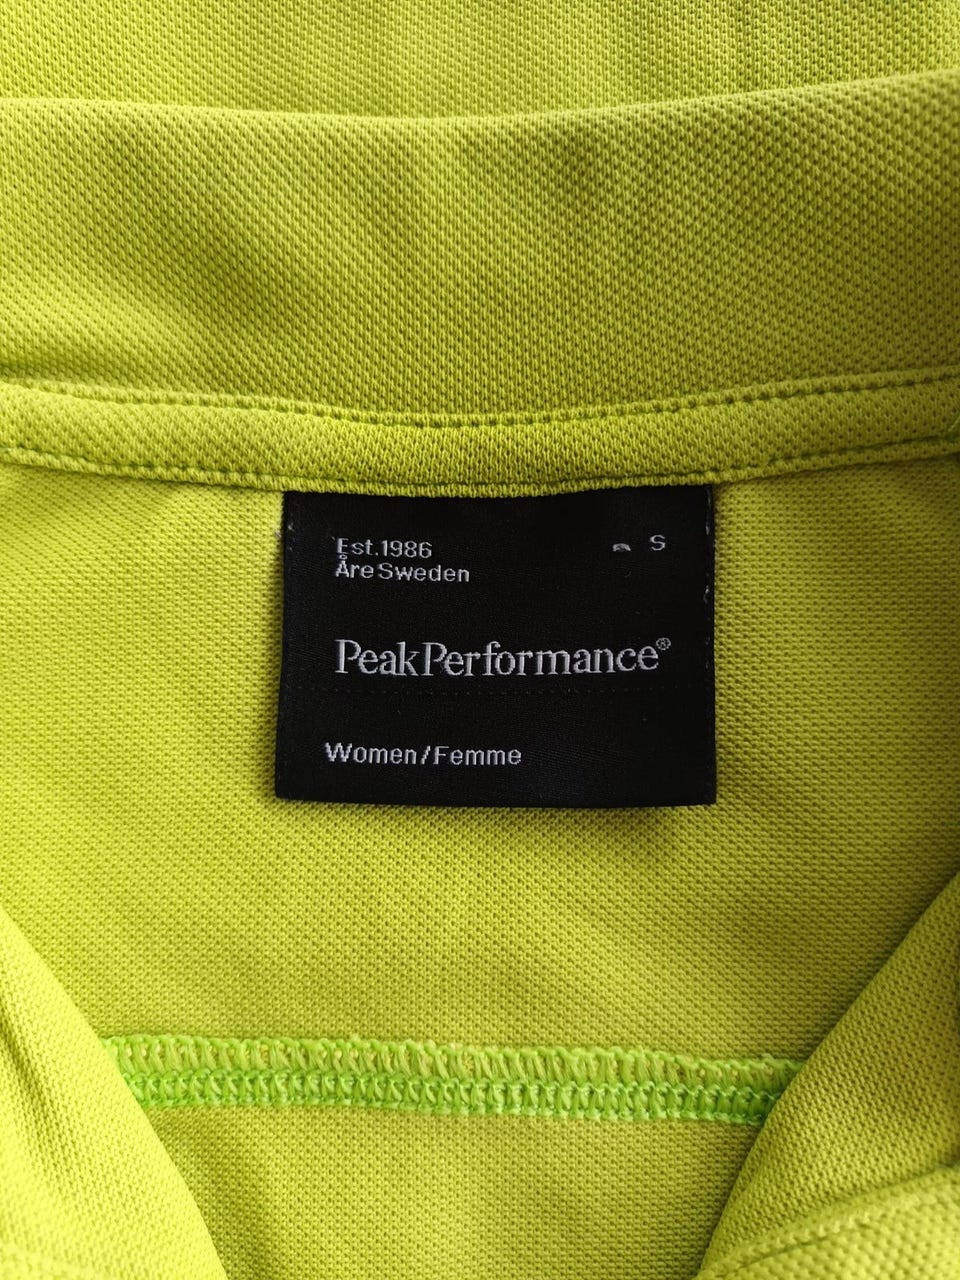 Est.1986
Åre Sweden
S
PeakPerformance®
Women/Femme